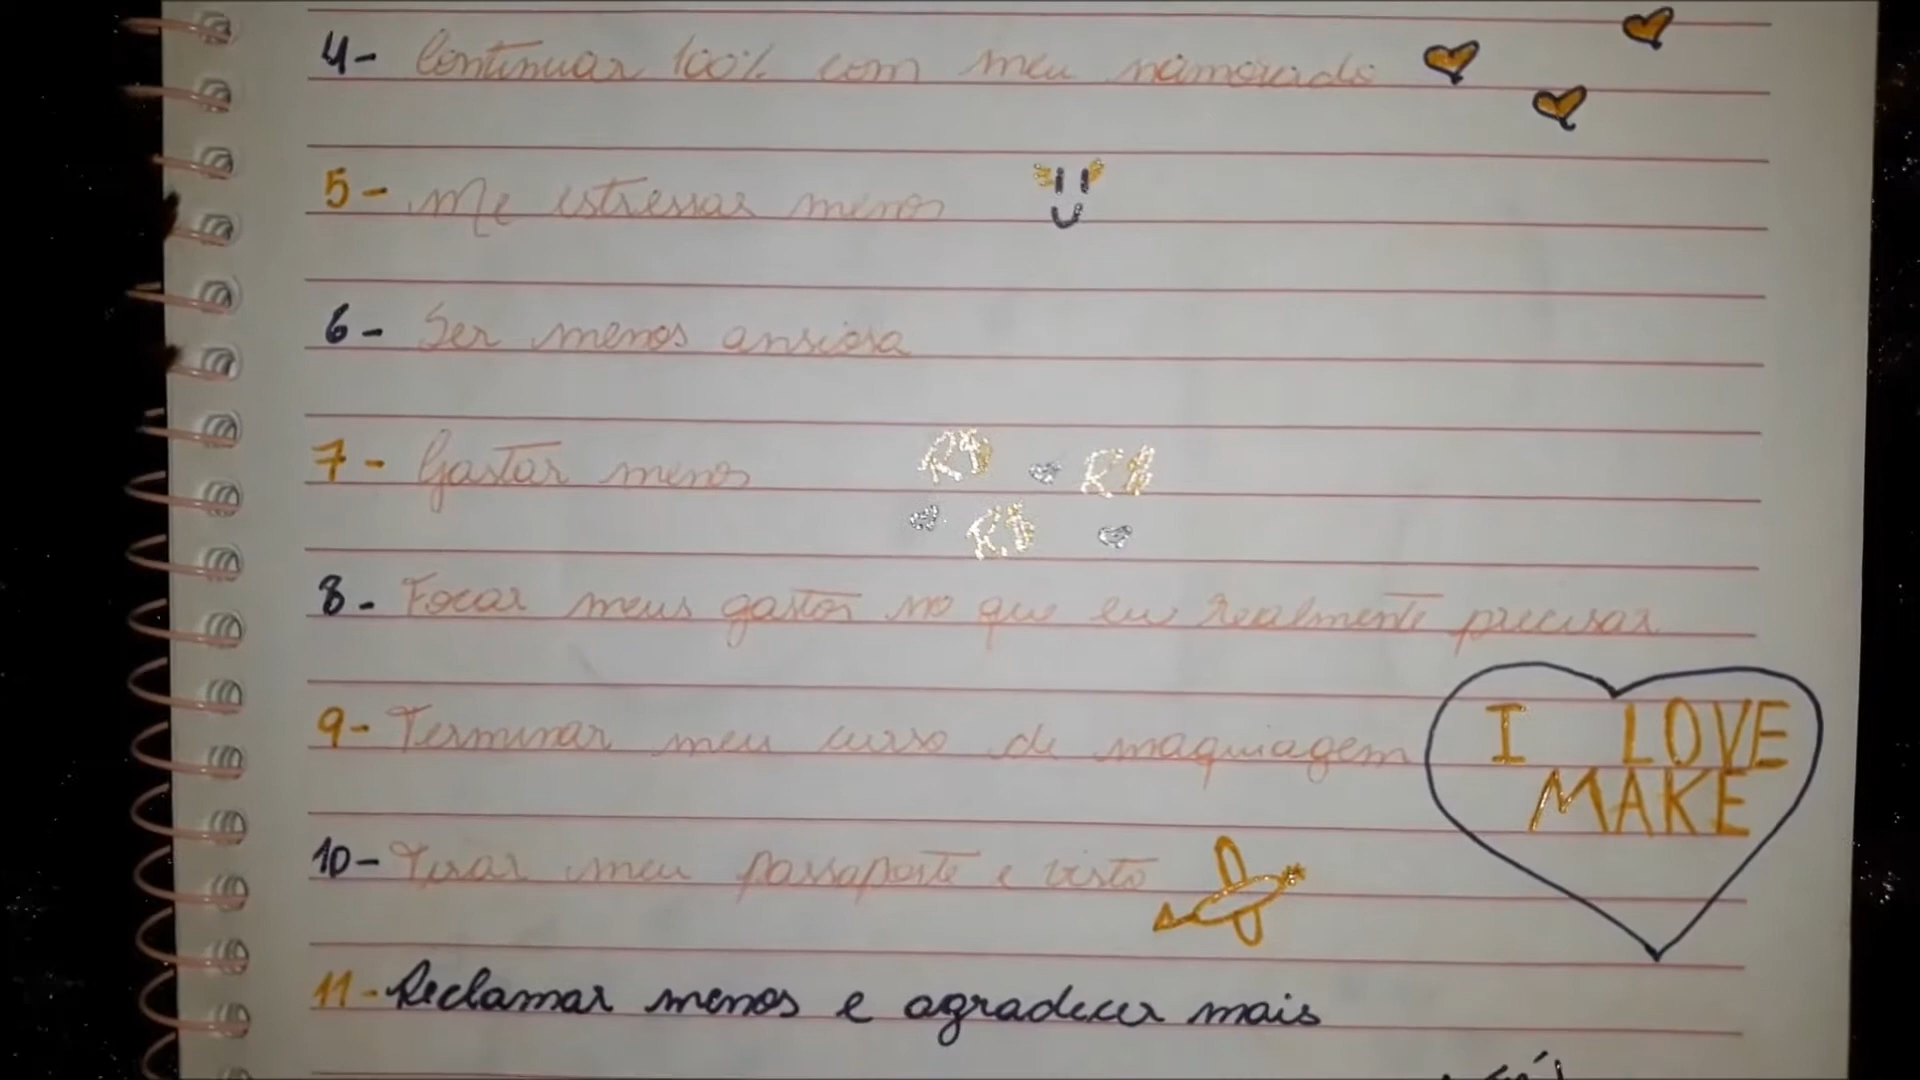 4- Continuar 100% com meu namorado
5- Me estressar menos
6- Ser menos ansiosa
7- Gastar menos
R$ R$
R$
8- Focar meus gastos no que eu realmente precisar
9- Terminar meu curso de maquiagem
I LOVE
MAKE
10- Tirar meu passaporte e visto
11- Reclamar menos e agradecer mais